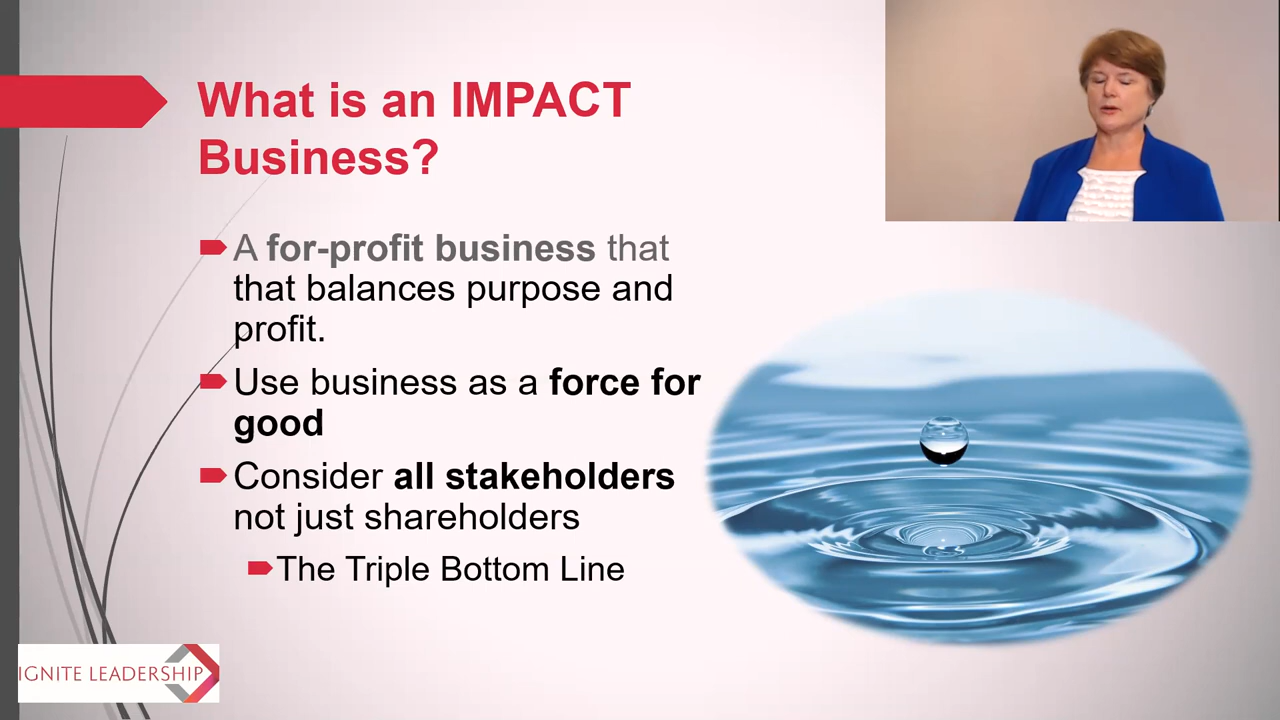 What is an IMPACT
Business?
A for-profit business that
that balances purpose and
profit.
Use business as a force for
good
Consider all stakeholders
not just shareholders
The Triple Bottom Line
IGNITE LEADERSHIP